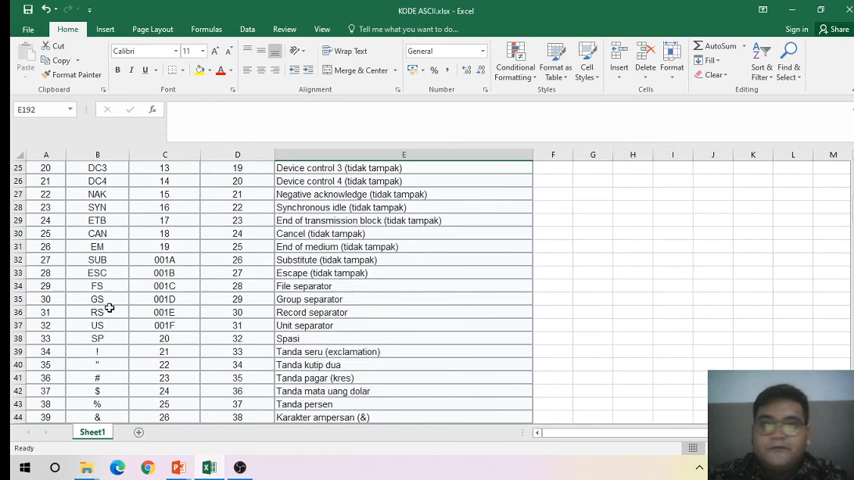 KODE ASCII.xlsx - Excel
File Home Insert Page Layout Formulas Data Review View Tell me what you want to do... Sign in Share
Cut
Copy
Format Painter
Paste
Clipboard
Calibri 11
B I U
Font
Wrap Text
Merge & Center
Alignment
General
Number
Conditional Formatting
Format as Table
Cell Styles
Styles
Insert Delete Format
Cells
AutoSum
Fill
Clear
Sort & Filter
Find & Select
Editing
E192
A B C D E F G H I J K L M
25 20 DC3 13 19 Device control 3 (tidak tampak)
26 21 DC4 14 20 Device control 4 (tidak tampak)
27 22 NAK 15 21 Negative acknowledge (tidak tampak)
28 23 SYN 16 22 Synchronous idle (tidak tampak)
29 24 ETB 17 23 End of transmission block (tidak tampak)
30 25 CAN 18 24 Cancel (tidak tampak)
31 26 EM 19 25 End of medium (tidak tampak)
32 27 SUB 001A 26 Substitute (tidak tampak)
33 28 ESC 001B 27 Escape (tidak tampak)
34 29 FS 001C 28 File separator
35 30 GS 001D 29 Group separator
36 31 RS 001E 30 Record separator
37 32 US 001F 31 Unit separator
38 33 SP 20 32 Spasi
39 34 ! 21 33 Tanda seru (exclamation)
40 35 " 22 34 Tanda kutip dua
41 36 # 23 35 Tanda pagar (kres)
42 37 $ 24 36 Tanda mata uang dolar
43 38 % 25 37 Tanda persen
44 39 & 26 38 Karakter ampersan (&)
Sheet1
Ready